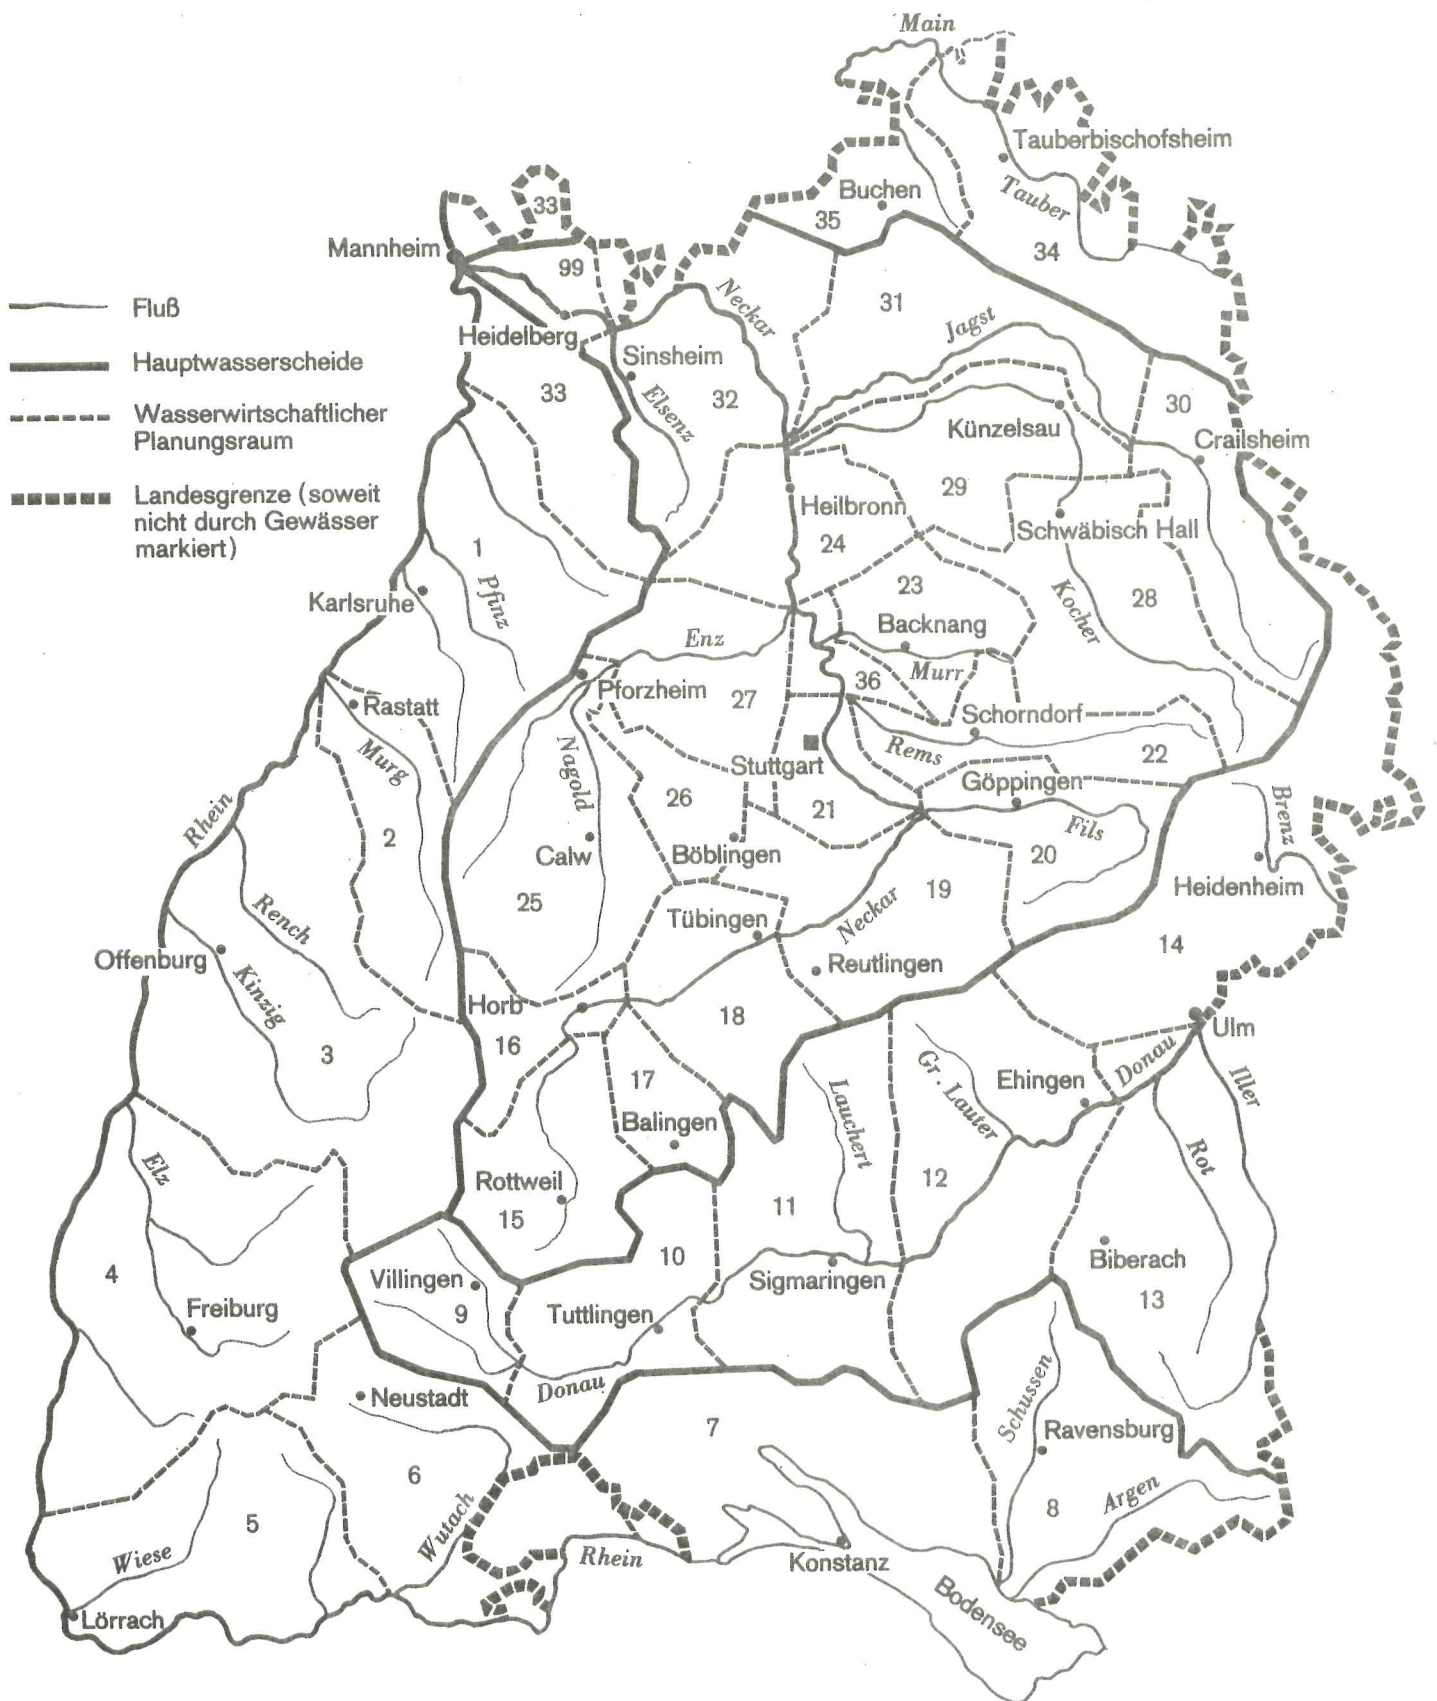 Main
Tauberbischofsheim
Tauber
Buchen
35
33
Mannheim
99
34
Neckar
31
Fluß
Heidelberg
Jagst
Sinsheim
Hauptwasserscheide
33
Elsenz
32
30
Wasserwirtschaftlicher
Planungsraum
Künzelsau
Crailsheim
Landesgrenze (soweit
nicht durch Gewässer
markiert)
29
Heilbronn
Schwäbisch Hall
24
1
Pfinz
23
28
Karlsruhe
Kocher
Backnang
Enz
Murr
36
Pforzheim
27
Rastatt
Schorndorf
Murg
Nagold
Rems
22
Stuttgart
Göppingen
Rhein
26
21
Fils
Brenz
2
Calw
Böblingen
20
Heidenheim
25
Rench
Tübingen
Neckar
19
14
Offenburg
Kinzig
Reutlingen
Horb
18
Ulm
16
3
17
Lauchert
Gr. Lauter
Ehingen
Donau
Iller
Balingen
Rot
Elz
Rottweil
15
11
12
10
Biberach
4
Villingen
Sigmaringen
13
Freiburg
9
Tuttlingen
Donau
Neustadt
Schussen
7
Ravensburg
6
5
Wutach
8
Argen
Wiese
Rhein
Konstanz
Bodensee
Lörrach